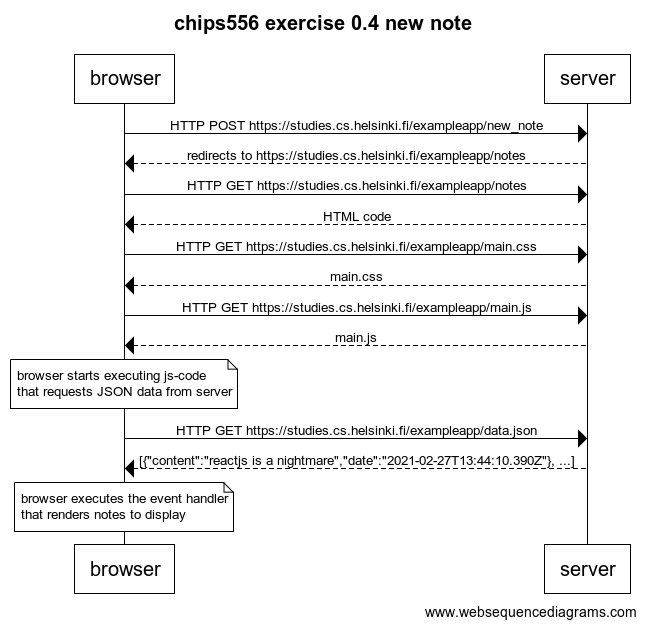 chips556 exercise 0.4 new note
browser
server
HTTP POST https://studies.cs.helsinki.fi/exampleapp/new_note
redirects to https://studies.cs.helsinki.fi/exampleapp/notes
HTTP GET https://studies.cs.helsinki.fi/exampleapp/notes
HTML code
HTTP GET https://studies.cs.helsinki.fi/exampleapp/main.css
main.css
HTTP GET https://studies.cs.helsinki.fi/exampleapp/main.js
main.js
browser starts executing js-code
that requests JSON data from server
HTTP GET https://studies.cs.helsinki.fi/exampleapp/data.json
[{"content":"reactjs is a nightmare","date":"2021-02-27T13:44:10.390Z"}, ...]
browser executes the event handler
that renders notes to display
browser
server
www.websequencediagrams.com